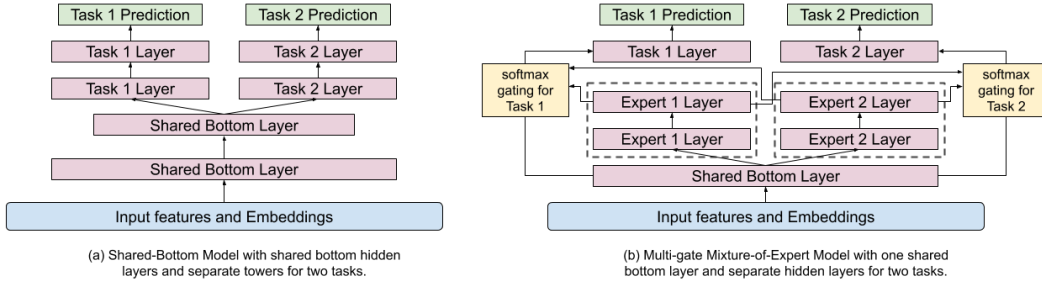 Task 1 Prediction
Task 2 Prediction
Task 1 Layer
Task 2 Layer
Task 1 Layer
Task 2 Layer
Shared Bottom Layer
Shared Bottom Layer
Input features and Embeddings
(a) Shared-Bottom Model with shared bottom hidden
layers and separate towers for two tasks.
Task 1 Prediction
Task 2 Prediction
Task 1 Layer
Task 2 Layer
softmax
gating for
Task 1
Expert 1 Layer
Expert 2 Layer
softmax
gating for
Task 2
Expert 1 Layer
Expert 2 Layer
Shared Bottom Layer
Input features and Embeddings
(b) Multi-gate Mixture-of-Expert Model with one shared
bottom layer and separate hidden layers for two tasks.